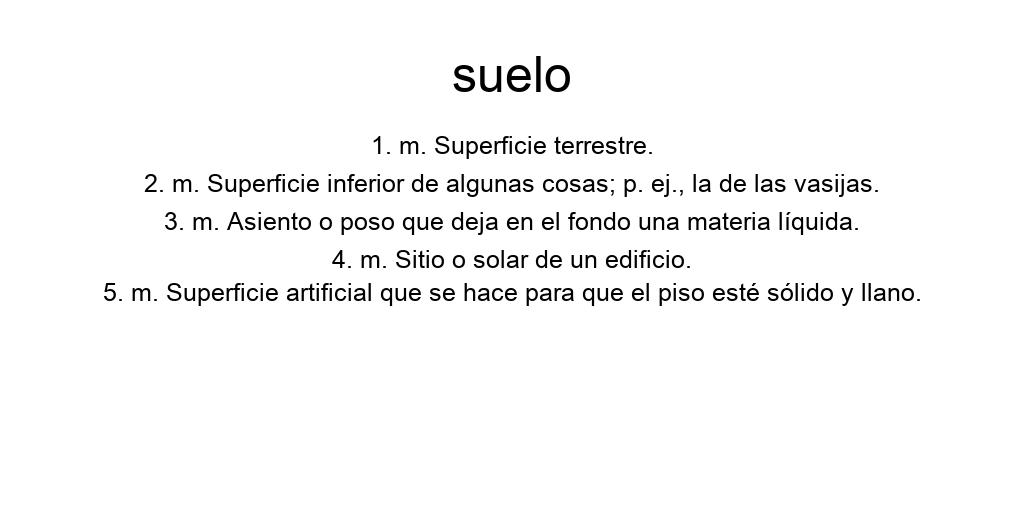 suelo
1. m. Superficie terrestre.
2. m. Superficie inferior de algunas cosas; p. ej., la de las vasijas.
3. m. Asiento o poso que deja en el fondo una materia líquida.
4. m. Sitio o solar de un edificio.
5. m. Superficie artificial que se hace para que el piso esté sólido y llano.